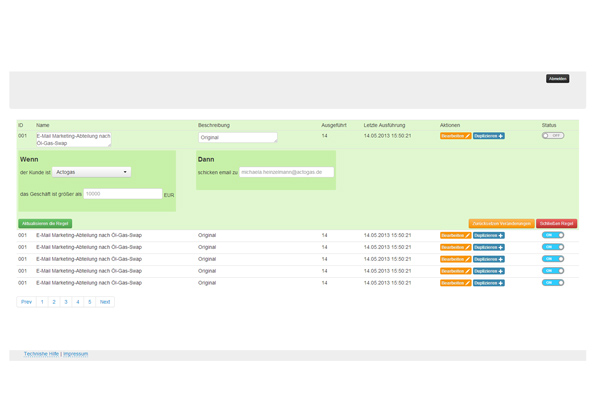 Abmelden
ID Name Beschreibung Ausgeführt Letzte Ausführung Aktionen Status
001 E-Mail Marketing-Abteilung nach Öl-Gas-Swap Original 14 14.05.2013 15:50:21 Bearbeiten Duplizieren OFF
Wenn
der Kunde ist Actogas
das Geschäft ist größer als 10000 EUR
Dann
schicken email zu
Aktualisieren die Regel
Schließen Regel
001 E-Mail Marketing-Abteilung nach Öl-Gas-Swap Original 14 14.05.2013 15:50:21 Bearbeiten Duplizieren ON
001 E-Mail Marketing-Abteilung nach Öl-Gas-Swap Original 14 14.05.2013 15:50:21 Bearbeiten Duplizieren ON
001 E-Mail Marketing-Abteilung nach Öl-Gas-Swap Original 14 14.05.2013 15:50:21 Bearbeiten Duplizieren ON
001 E-Mail Marketing-Abteilung nach Öl-Gas-Swap Original 14 14.05.2013 15:50:21 Bearbeiten Duplizieren ON
001 E-Mail Marketing-Abteilung nach Öl-Gas-Swap Original 14 14.05.2013 15:50:21 Bearbeiten Duplizieren ON
Prev 1 2 3 4 5 Next
Technishe Hilfe | Impressum